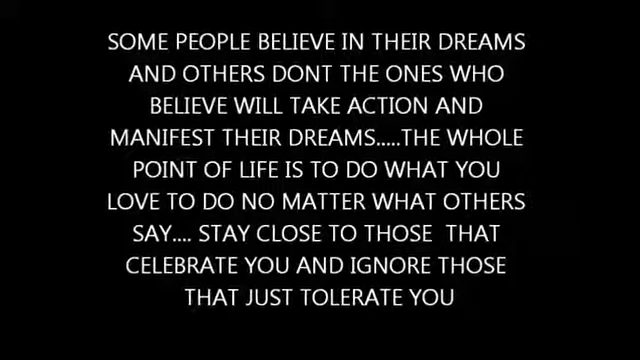 SOME PEOPLE BELIEVE IN THEIR DREAMS
AND OTHERS DONT THE ONES WHO
BELIEVE WILL TAKE ACTION AND
MANIFEST THEIR DREAMS.....THE WHOLE
POINT OF LIFE IS TO DO WHAT YOU
LOVE TO DO NO MATTER WHAT OTHERS
SAY.... STAY CLOSE TO THOSE  THAT
CELEBRATE YOU AND IGNORE THOSE
THAT JUST TOLERATE YOU